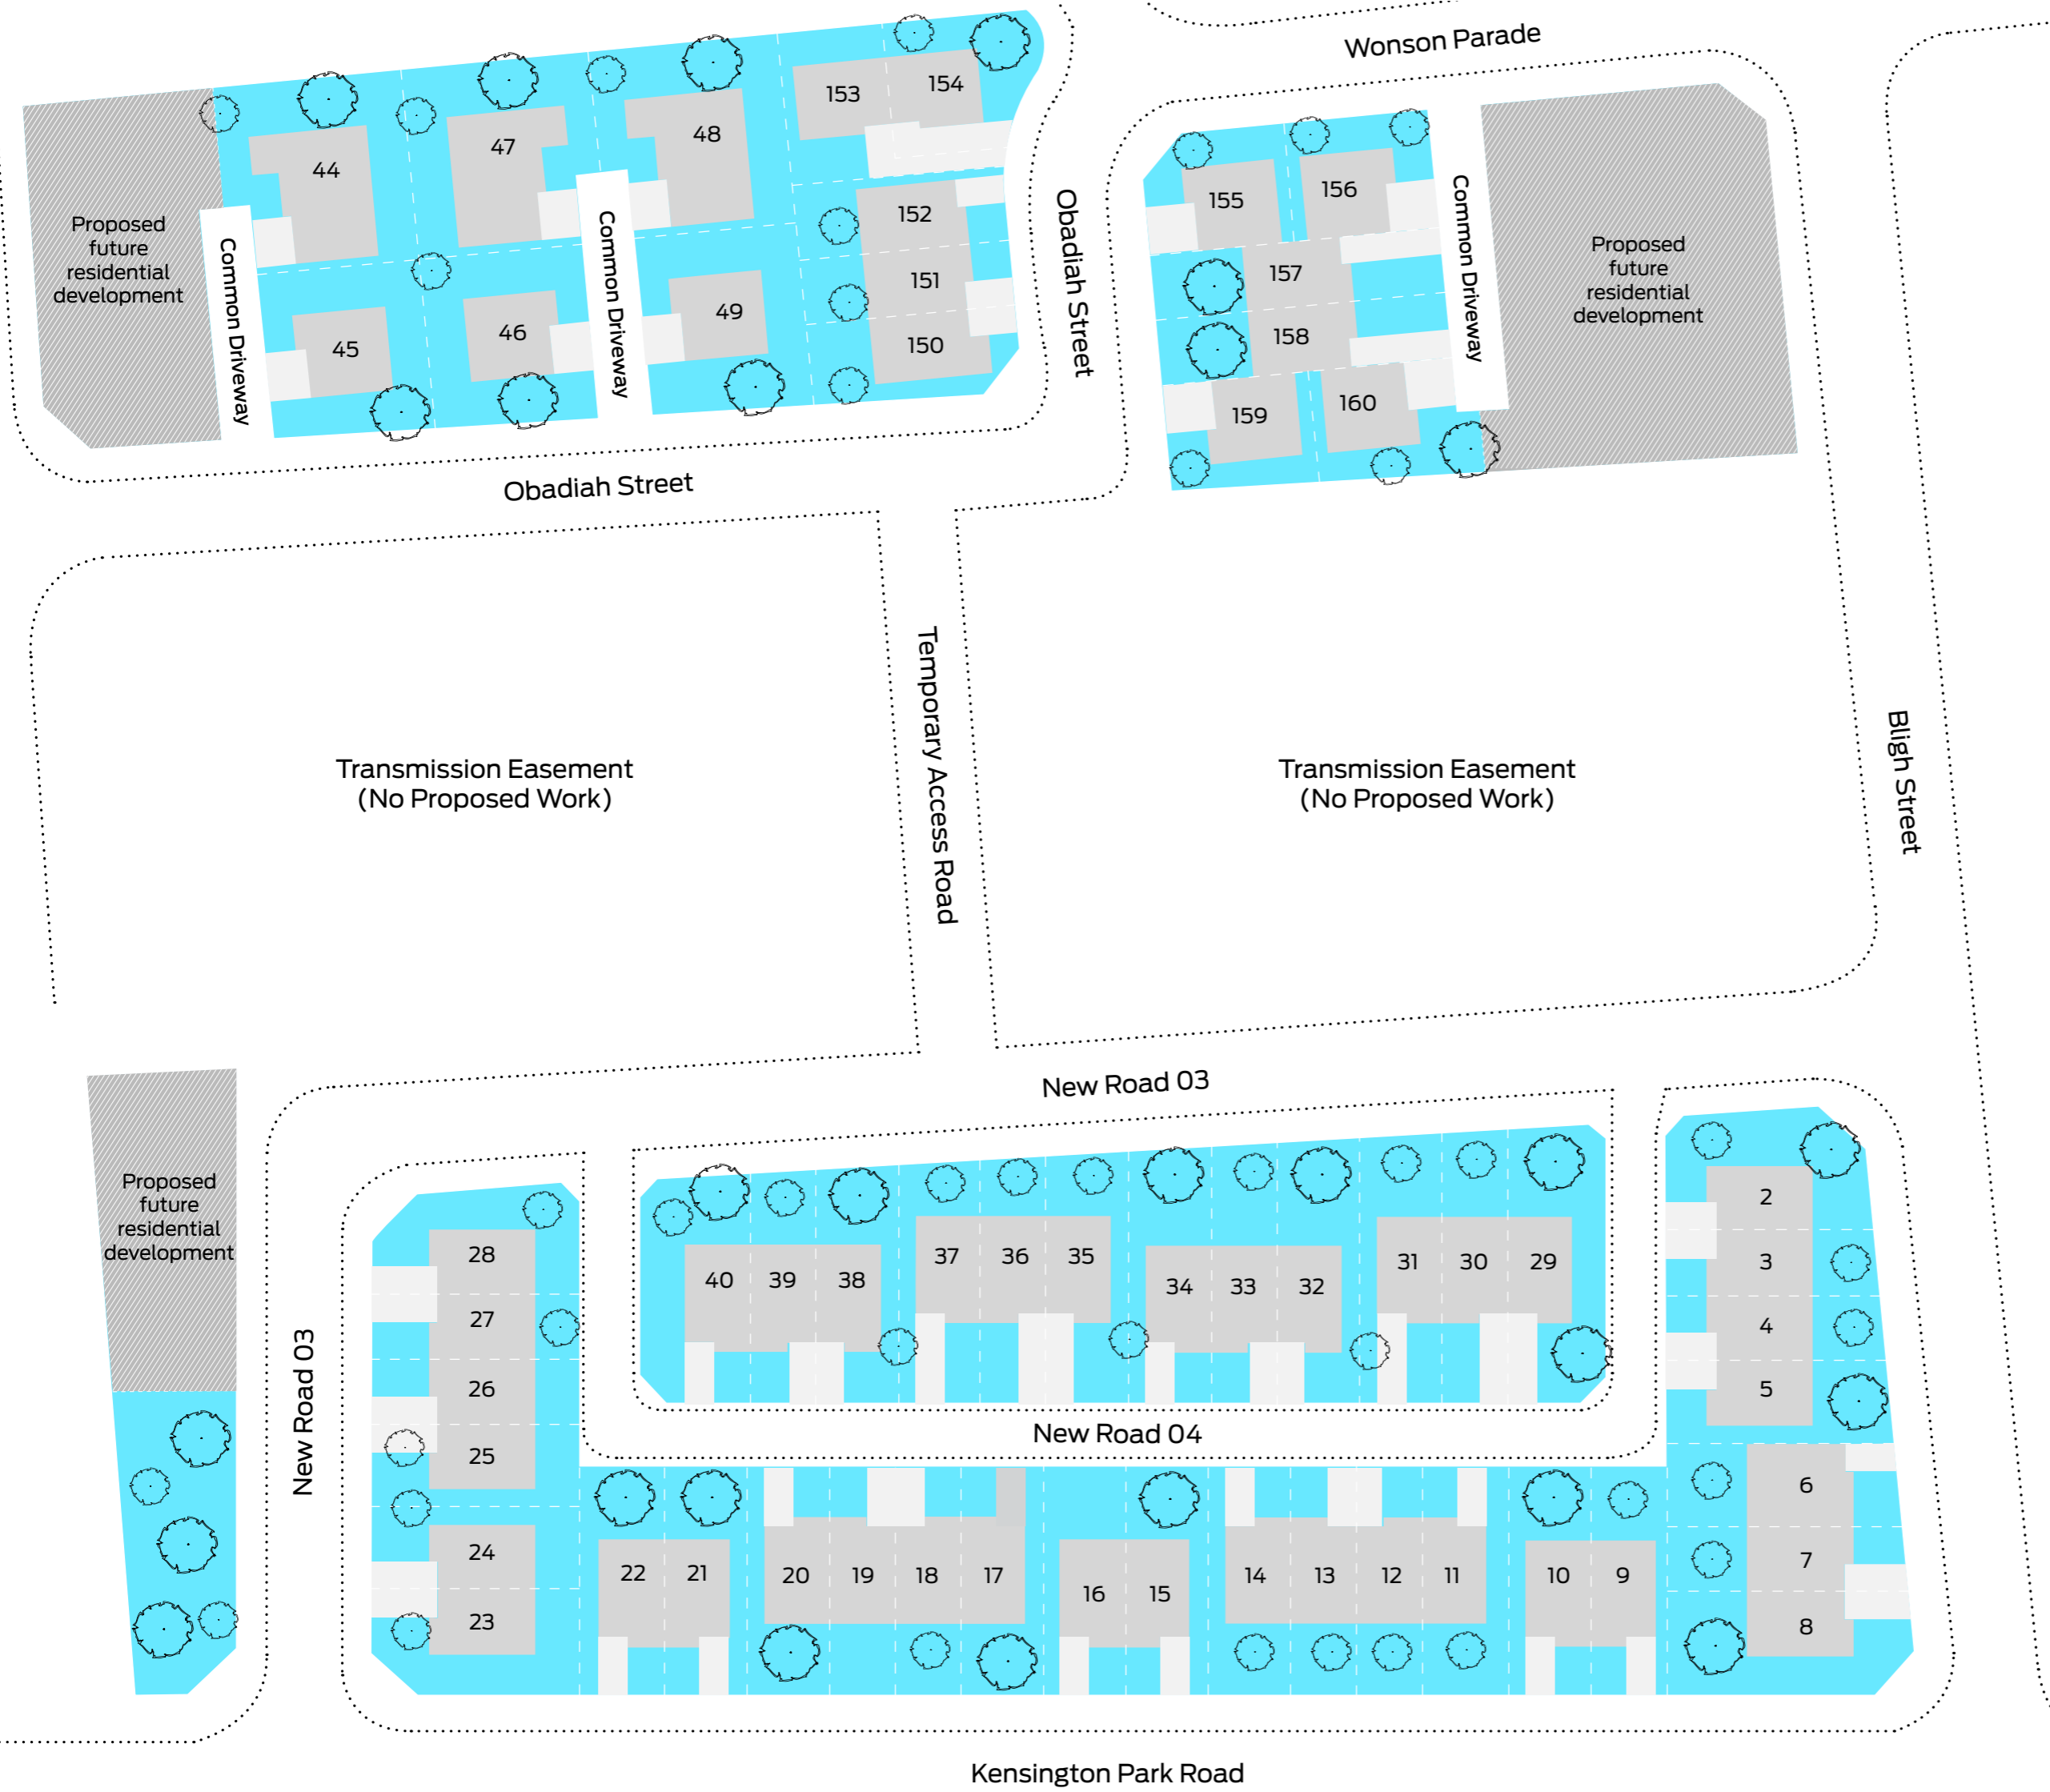 Wonson Parade
153
154
47
48
44
155
156
152
Proposed
future
residential
development
Common Driveway
Common Driveway
Obadiah Street
Common Driveway
Proposed
future
residential
development
157
151
49
46
45
150
158
159
160
Obadiah Street
Temporary Access Road
Bligh Street
Transmission Easement
(No Proposed Work)
Transmission Easement
(No Proposed Work)
New Road 03
Proposed
future
residential
development
New Road 03
28
27
26
25
24
23
40
39
38
37
36
35
34
33
32
31
30
29
2
3
4
5
6
7
8
New Road 04
22
21
20
19
18
17
16
15
14
13
12
11
10
9
Kensington Park Road